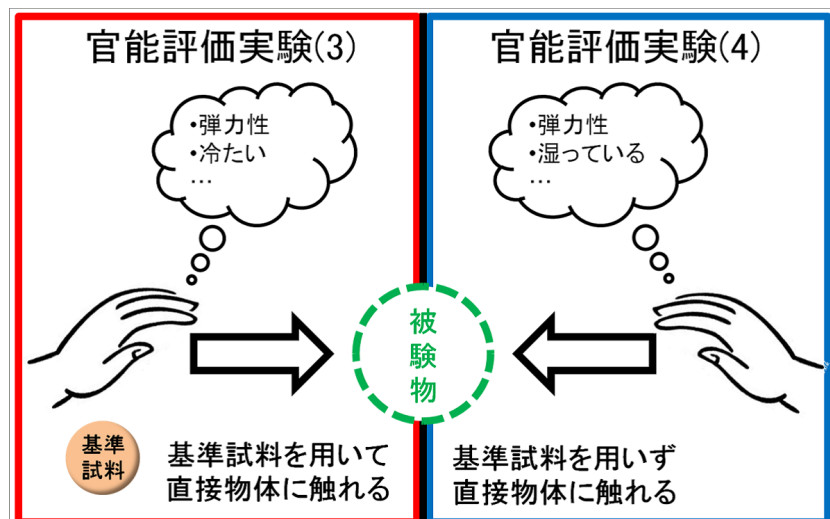 官能評価実験(3)
•弾力性
•冷たい
…
基準
試料
基準試料を用いて
直接物体に触れる
被
験
物
官能評価実験(4)
•弾力性
•湿っている
…
基準試料を用いず
直接物体に触れる